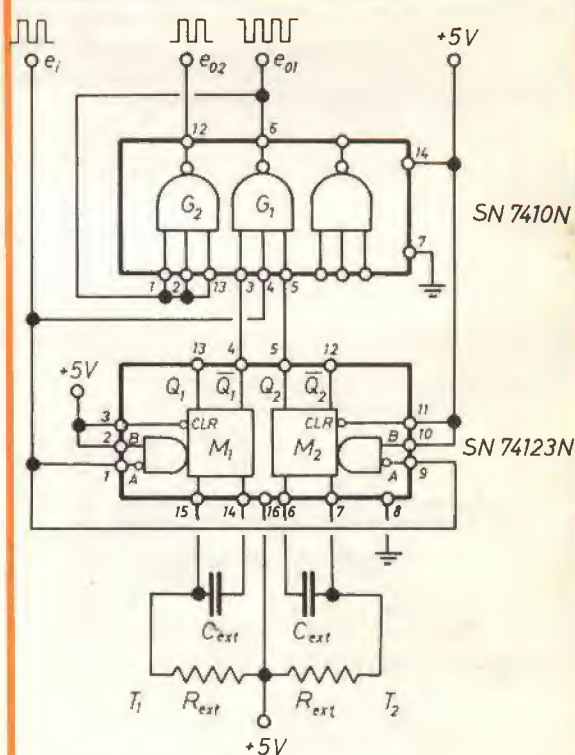 e_i
e_02
e_01
+5V
12
6
14
G_2
G_1
SN 7410N
7
1 2 13 3 4 5
13 4 5 12
+5V
Q_1 Q̅_1 Q_2 Q̅_2
3
CLR
CLR
11
2 B
M_1
M_2
B 10
SN 74123N
1 A
A 9
15 14 16 6 7 8
C_ext
C_ext
T_1 R_ext R_ext T_2
+5V